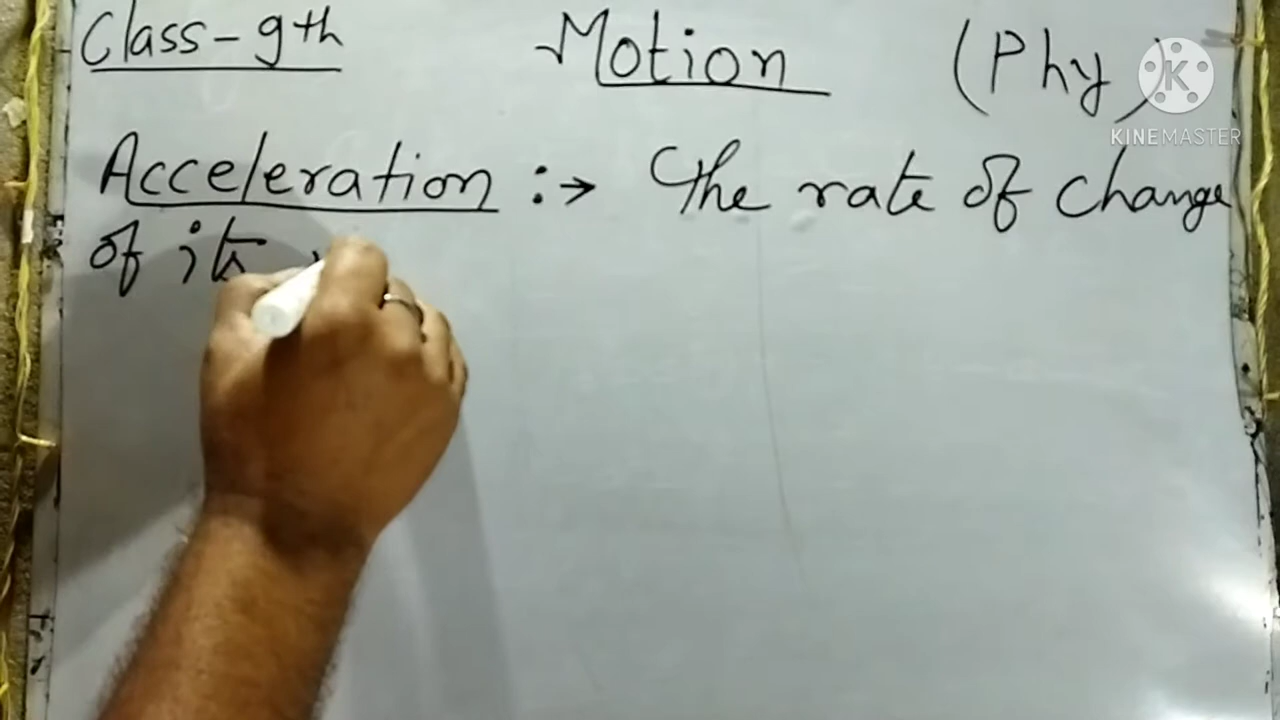 Class-9th Motion (Phy)
KINEMASTER
Acceleration :→ The rate of change
of its